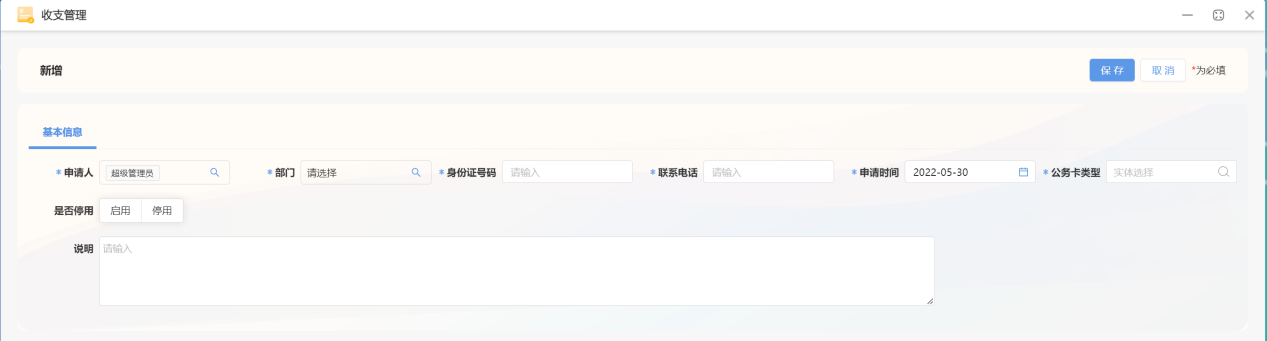 收支管理
新增 保存 取消 *为必填
基本信息
*申请人 超级管理员 *部门 请选择 *身份证号码 请输入 *联系电话 请输入 *申请时间 2022-05-30 *公务卡类型 实体选择
是否停用 启用 停用
说明 请输入